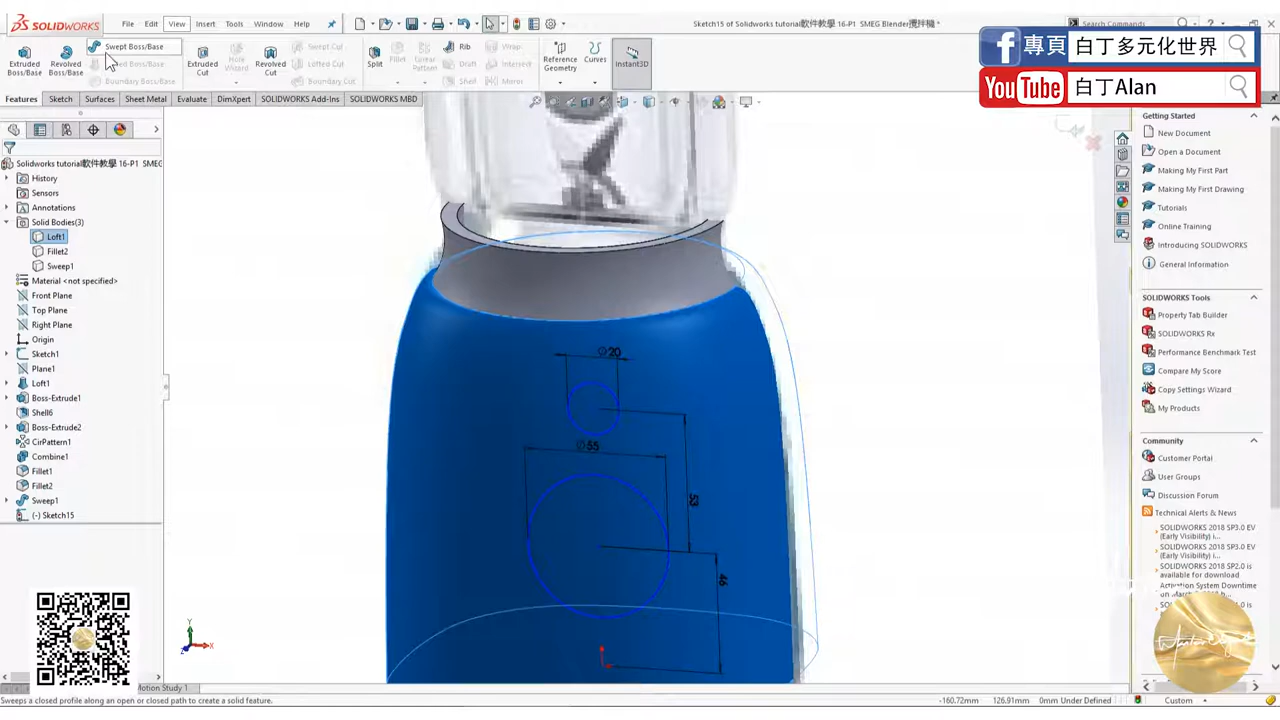 SOLIDWORKS
File
Edit
View
Insert
Tools
Window
Help
Sketch15 of Solidworks tutorial軟件教學 16-P1 SMEG Blender攪拌機 *
Search Commands
專頁 白丁多元化世界
YouTube 白丁Alan
Extruded Boss/Base
Revolved Boss/Base
Swept Boss/Base
Lofted Boss/Base
Boundary Boss/Base
Extruded Cut
Hole Wizard
Revolved Cut
Swept Cut
Lofted Cut
Boundary Cut
Split
Fillet
Linear Pattern
Rib
Draft
Shell
Wrap
Intersect
Mirror
Reference Geometry
Curves
Instant3D
Features
Sketch
Surfaces
Sheet Metal
Evaluate
DimXpert
SOLIDWORKS Add-Ins
SOLIDWORKS MBD
Solidworks tutorial軟件教學 16-P1 SMEG
History
Sensors
Annotations
Solid Bodies(3)
Loft1
Fillet2
Sweep1
Material <not specified>
Front Plane
Top Plane
Right Plane
Origin
Sketch1
Plane1
Loft1
Boss-Extrude1
Shell6
Boss-Extrude2
CirPattern1
Combine1
Fillet1
Fillet2
Sweep1
(-) Sketch15
∅20
∅55
53
46
Y
X
Z
Getting Started
New Document
Open a Document
Making My First Part
Making My First Drawing
Tutorials
Online Training
Introducing SOLIDWORKS
General Information
SOLIDWORKS Tools
Property Tab Builder
SOLIDWORKS Rx
Performance Benchmark Test
Compare My Score
Copy Settings Wizard
My Products
Community
Customer Portal
User Groups
Discussion Forum
Technical Alerts & News
SOLIDWORKS 2018 SP3.0 EV
(Early Visibility) i...
SOLIDWORKS 2018 SP3.0 EV
(Early Visibility) i...
SOLIDWORKS 2018 SP2.0 is
available for download
Activation System Downtime
Motion Study 1
Sweeps a closed profile along an open or closed path to create a solid feature.
-160.72mm
126.91mm
0mm Under Defined
Custom